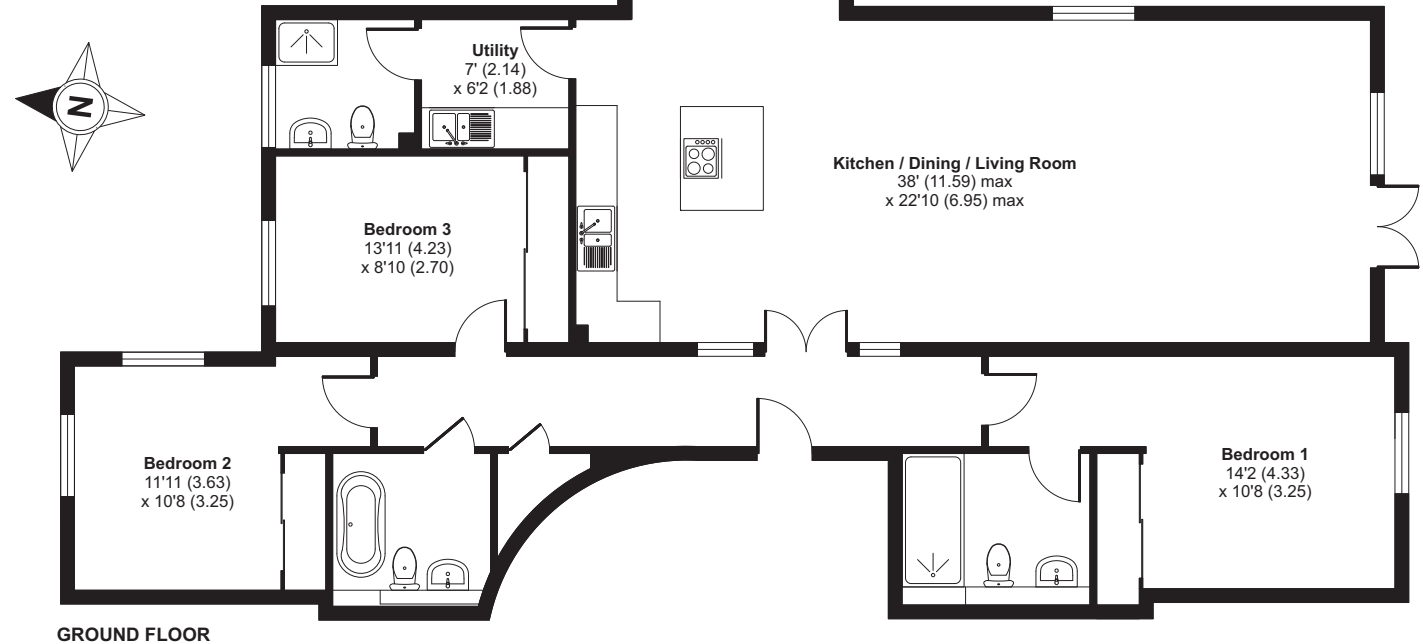 Utility
7' (2.14)
x 6'2 (1.88)
N
Kitchen / Dining / Living Room
38' (11.59) max
x 22'10 (6.95) max
Bedroom 3
13'11 (4.23)
x 8'10 (2.70)
Bedroom 2
11'11 (3.63)
x 10'8 (3.25)
Bedroom 1
14'2 (4.33)
x 10'8 (3.25)
GROUND FLOOR